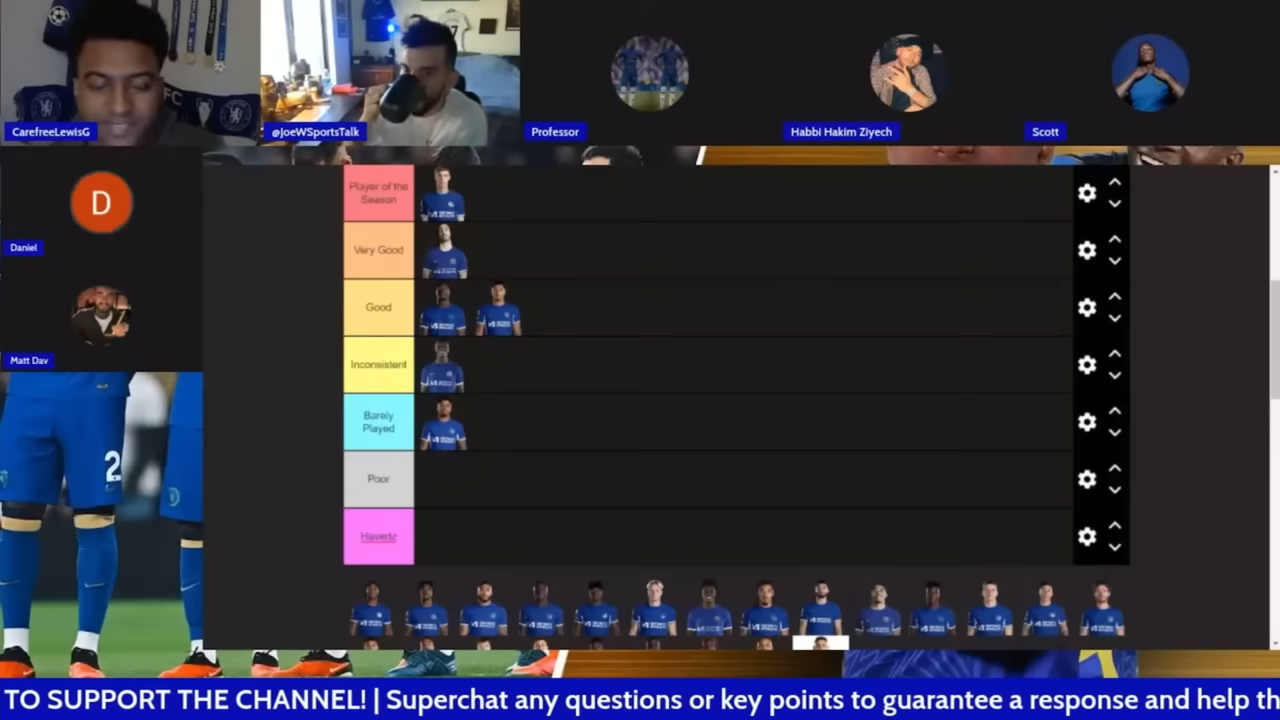 CarefreeLewisG
@JoeWSportsTalk
Professor
Habbi Hakim Ziyech
Scott
FC
D
Daniel
Matt Dav
Player of the
Season
Very Good
Good
Inconsistent
Barely
Played
Poor
Havertz
2
TO SUPPORT THE CHANNEL! | Superchat any questions or key points to guarantee a response and help th